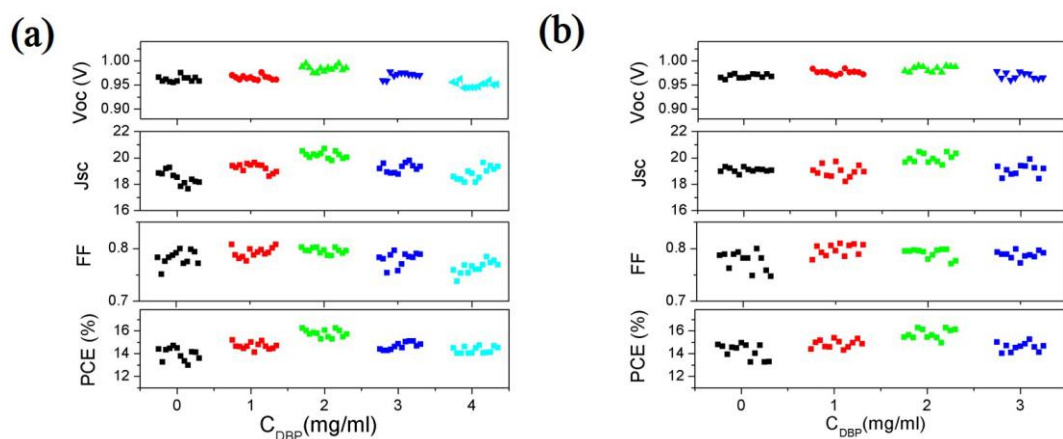 (a)
Voc (V)
1.00
0.95
0.90
Jsc
22
20
18
16
FF
0.8
0.7
PCE (%)
16
14
12
0 1 2 3 4
C_DBP(mg/ml)
(b)
Voc (V)
1.00
0.95
0.90
Jsc
22
20
18
16
FF
0.8
0.7
PCE (%)
16
14
12
0 1 2 3
C_DBP(mg/ml)